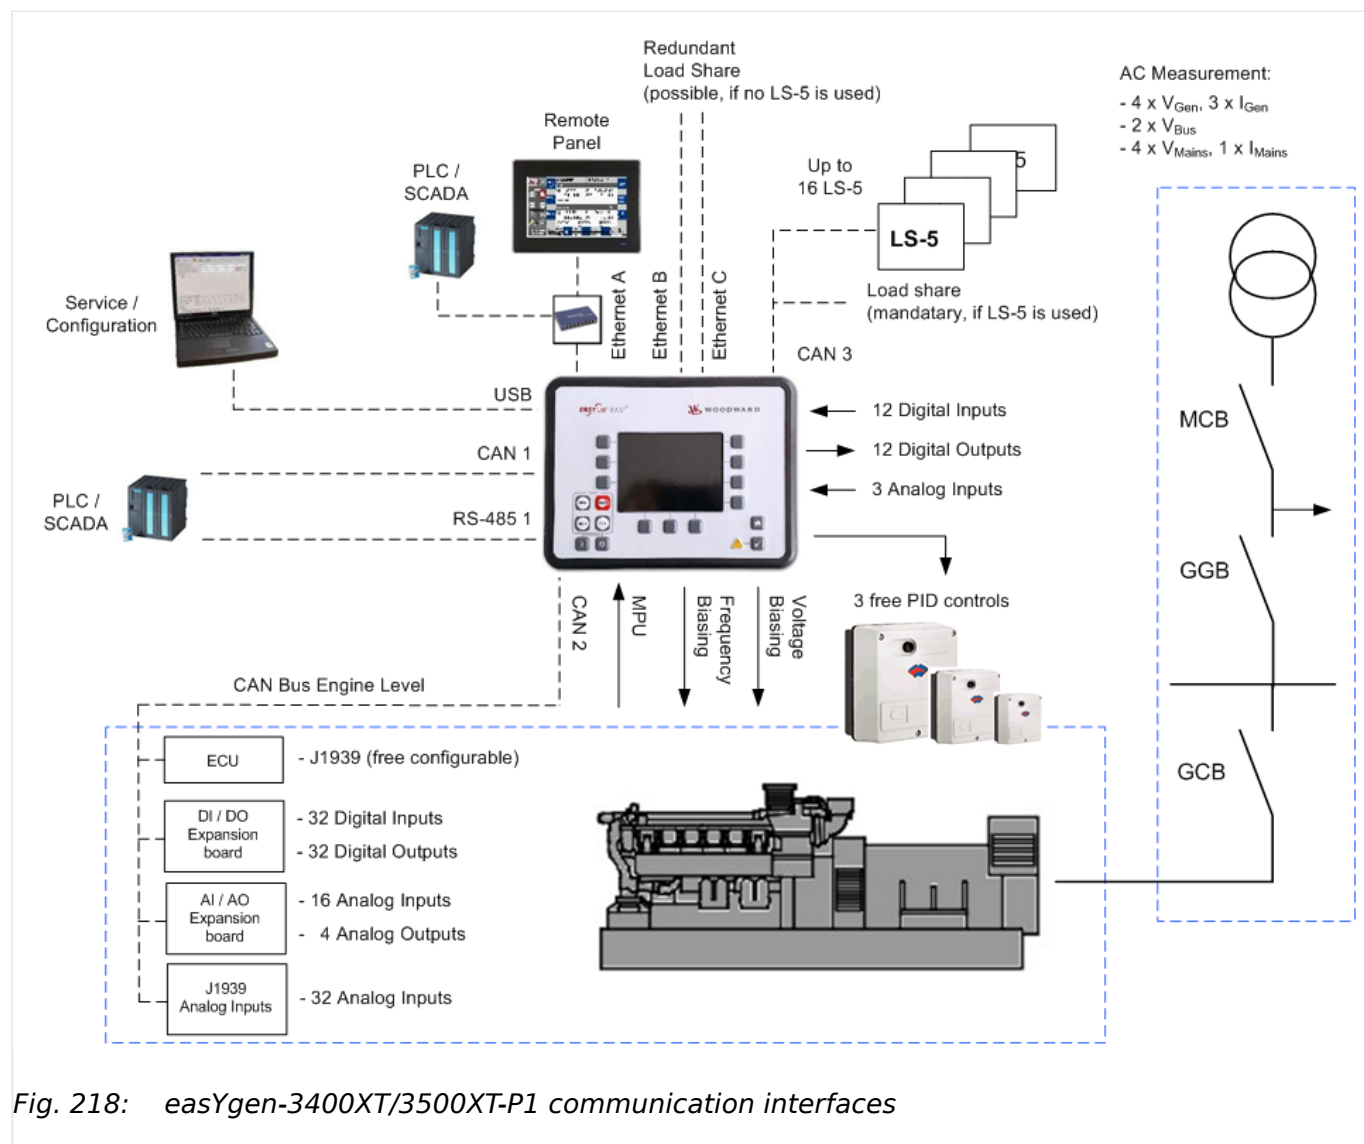 Redundant
Load Share
(possible, if no LS-5 is used)
AC Measurement:
- 4 x VGen, 3 x IGen
- 2 x VBus
- 4 x VMains, 1 x IMains
Remote
Panel
PLC /
SCADA
Up to
16 LS-5
5
LS-5
Service /
Configuration
Ethernet A
Ethernet B
Ethernet C
Load share
(mandatary, if LS-5 is used)
CAN 3
USB
WOODWARD
12 Digital Inputs
MCB
CAN 1
12 Digital Outputs
3 Analog Inputs
PLC /
SCADA
RS-485 1
GGB
CAN 2
MPU
Frequency
Biasing
Voltage
Biasing
3 free PID controls
CAN Bus Engine Level
ECU
- J1939 (free configurable)
GCB
DI / DO
Expansion
board
- 32 Digital Inputs
- 32 Digital Outputs
AI / AO
Expansion
board
- 16 Analog Inputs
- 4 Analog Outputs
J1939
Analog Inputs
- 32 Analog Inputs
Fig. 218: easYgen-3400XT/3500XT-P1 communication interfaces